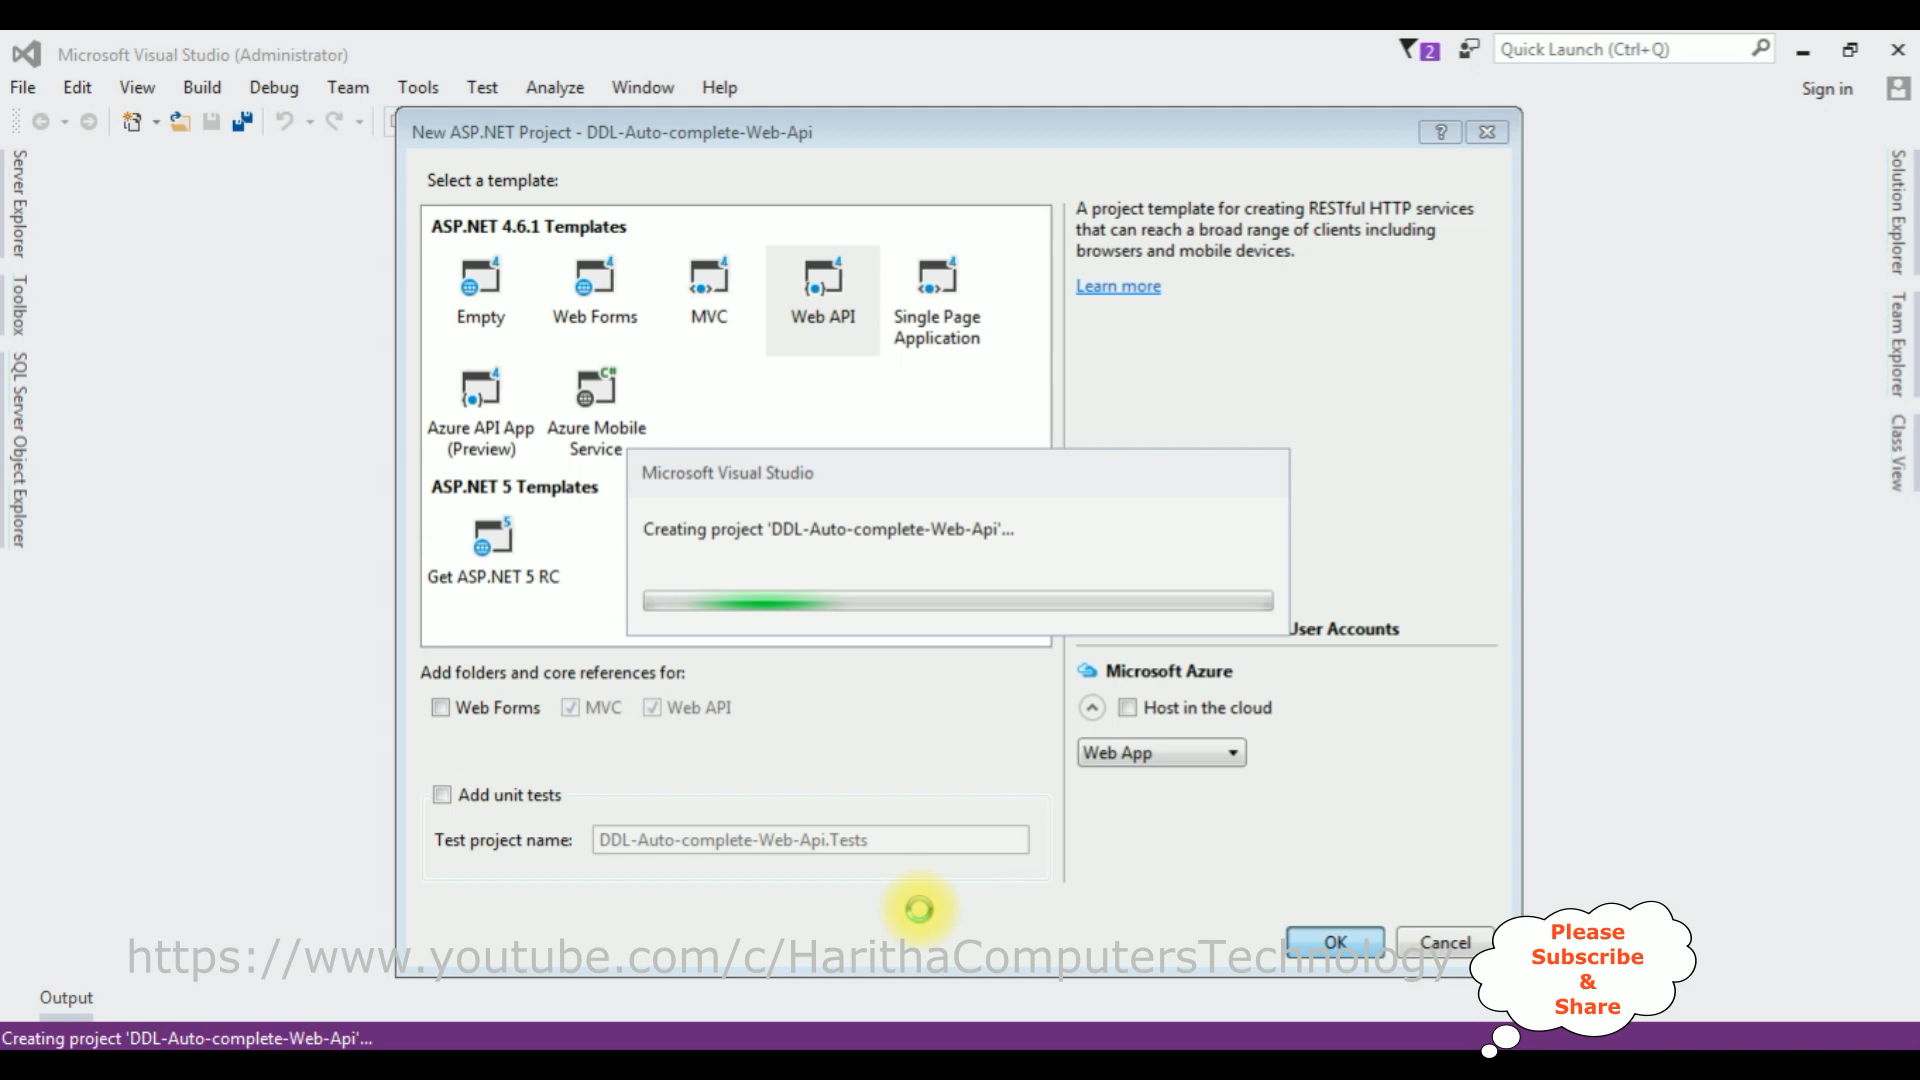 Microsoft Visual Studio (Administrator)
2
Quick Launch (Ctrl+Q)
File Edit View Build Debug Team Tools Test Analyze Window Help
Sign in
Server Explorer
Toolbox
SQL Server Object Explorer
Solution Explorer
Team Explorer
Class View
New ASP.NET Project - DDL-Auto-complete-Web-Api
Select a template:
ASP.NET 4.6.1 Templates
Empty
Web Forms
MVC
Web API
Single Page
Application
Azure API App
(Preview)
Azure Mobile
Service
ASP.NET 5 Templates
Get ASP.NET 5 RC
A project template for creating RESTful HTTP services
that can reach a broad range of clients including
browsers and mobile devices.
Learn more
Microsoft Visual Studio
Creating project 'DDL-Auto-complete-Web-Api'...
User Accounts
Add folders and core references for:
Web Forms MVC Web API
Microsoft Azure
Host in the cloud
Web App
Add unit tests
Test project name: DDL-Auto-complete-Web-Api.Tests
OK Cancel
https://www.youtube.com/c/HarithaComputersTechnology
Please
Subscribe
&
Share
Output
Creating project 'DDL-Auto-complete-Web-Api'...